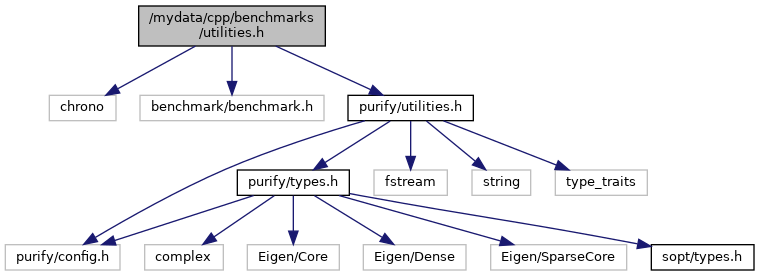 /mydata/cpp/benchmarks
/utilities.h
chrono
benchmark/benchmark.h
purify/utilities.h
purify/types.h
fstream
string
type_traits
purify/config.h
complex
Eigen/Core
Eigen/Dense
Eigen/SparseCore
sopt/types.h